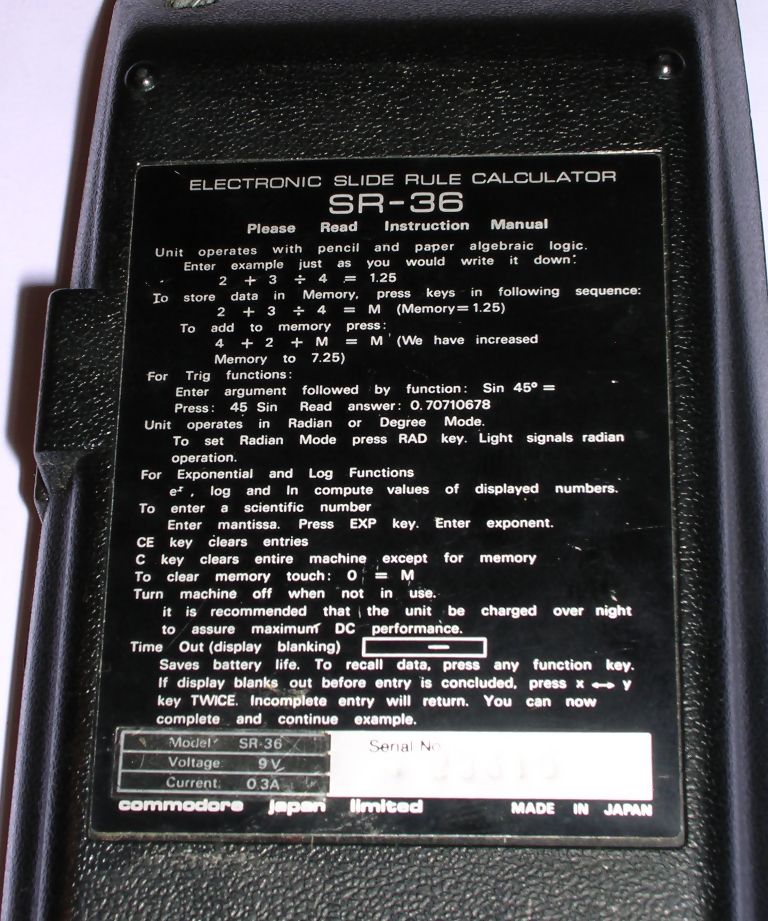 ELECTRONIC SLIDE RULE CALCULATOR
SR-36
Please Read Instruction Manual
Unit operates with pencil and paper algebraic logic.
Enter example just as you would write it down:
2 + 3 ÷ 4 = 1.25
To store data in Memory, press keys in following sequence:
2 + 3 ÷ 4 = M (Memory=1.25)
To add to memory press:
4 + 2 + M = M (We have increased
Memory to 7.25)
For Trig functions:
Enter argument followed by function: Sin 45° =
Press: 45 Sin Read answer: 0.70710678
Unit operates in Radian or Degree Mode.
To set Radian Mode press RAD key. Light signals radian
operation.
For Exponential and Log Functions
eˣ, log and ln compute values of displayed numbers.
To enter a scientific number
Enter mantissa. Press EXP key. Enter exponent.
CE key clears entries
C key clears entire machine except for memory
To clear memory touch: 0 = M
Turn machine off when not in use.
it is recommended that the unit be charged over night
to assure maximum DC performance.
Time Out (display blanking) –
Saves battery life. To recall data, press any function key.
If display blanks out before entry is concluded, press x ↔ y
key TWICE. Incomplete entry will return. You can now
complete and continue example.
Model: SR-36
Serial No
Voltage: 9V
Current: 0.3A
commodore japan limited MADE IN JAPAN